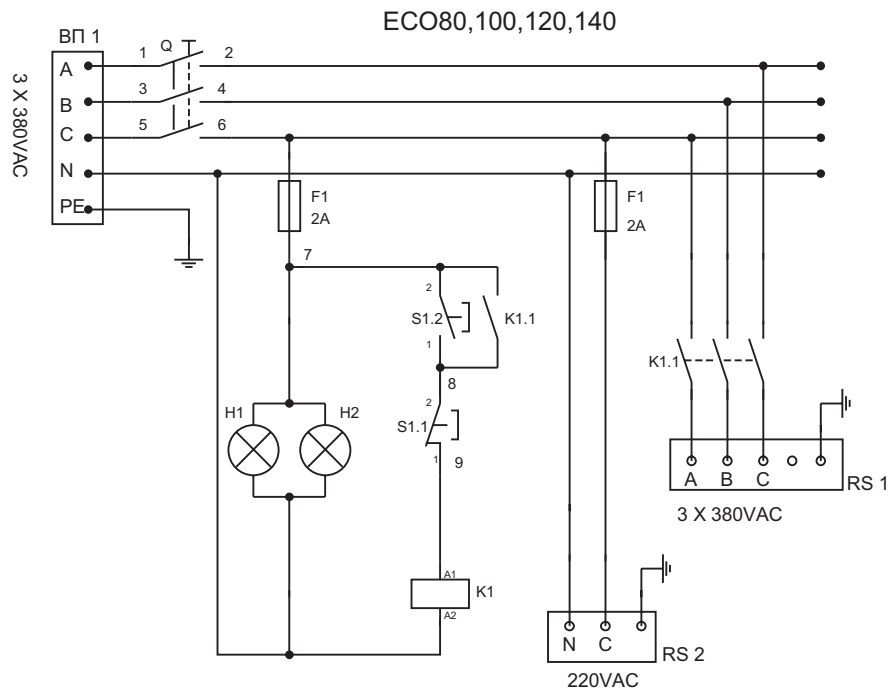 ECO80,100,120,140
ВП 1
1 Q 2
A
3 4
B
5 6
C
3 X 380VAC
N
PE
F1
2A
F1
2A
7
2
S1.2
K1.1
1
8
K1.1
2
H1
H2
S1.1
1
9
A B C
RS 1
3 X 380VAC
A1
K1
A2
N C
RS 2
220VAC